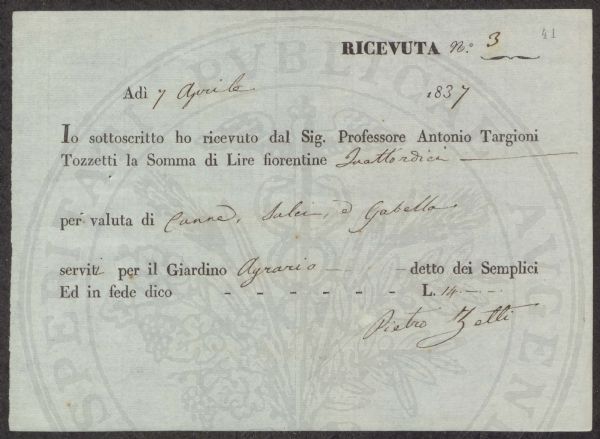 RICEVUTA N.° 3
41
Adì 7 Aprile 1837
Io sottoscritto ho ricevuto dal Sig. Professore Antonio Targioni
Tozzetti la Somma di Lire fiorentine Quattordici
per valuta di Canne, Salci, e Gabella
serviti per il Giardino Agrario - - - detto dei Semplici
Ed in fede dico - - - - - - L. 14 - -
Pietro Zetti